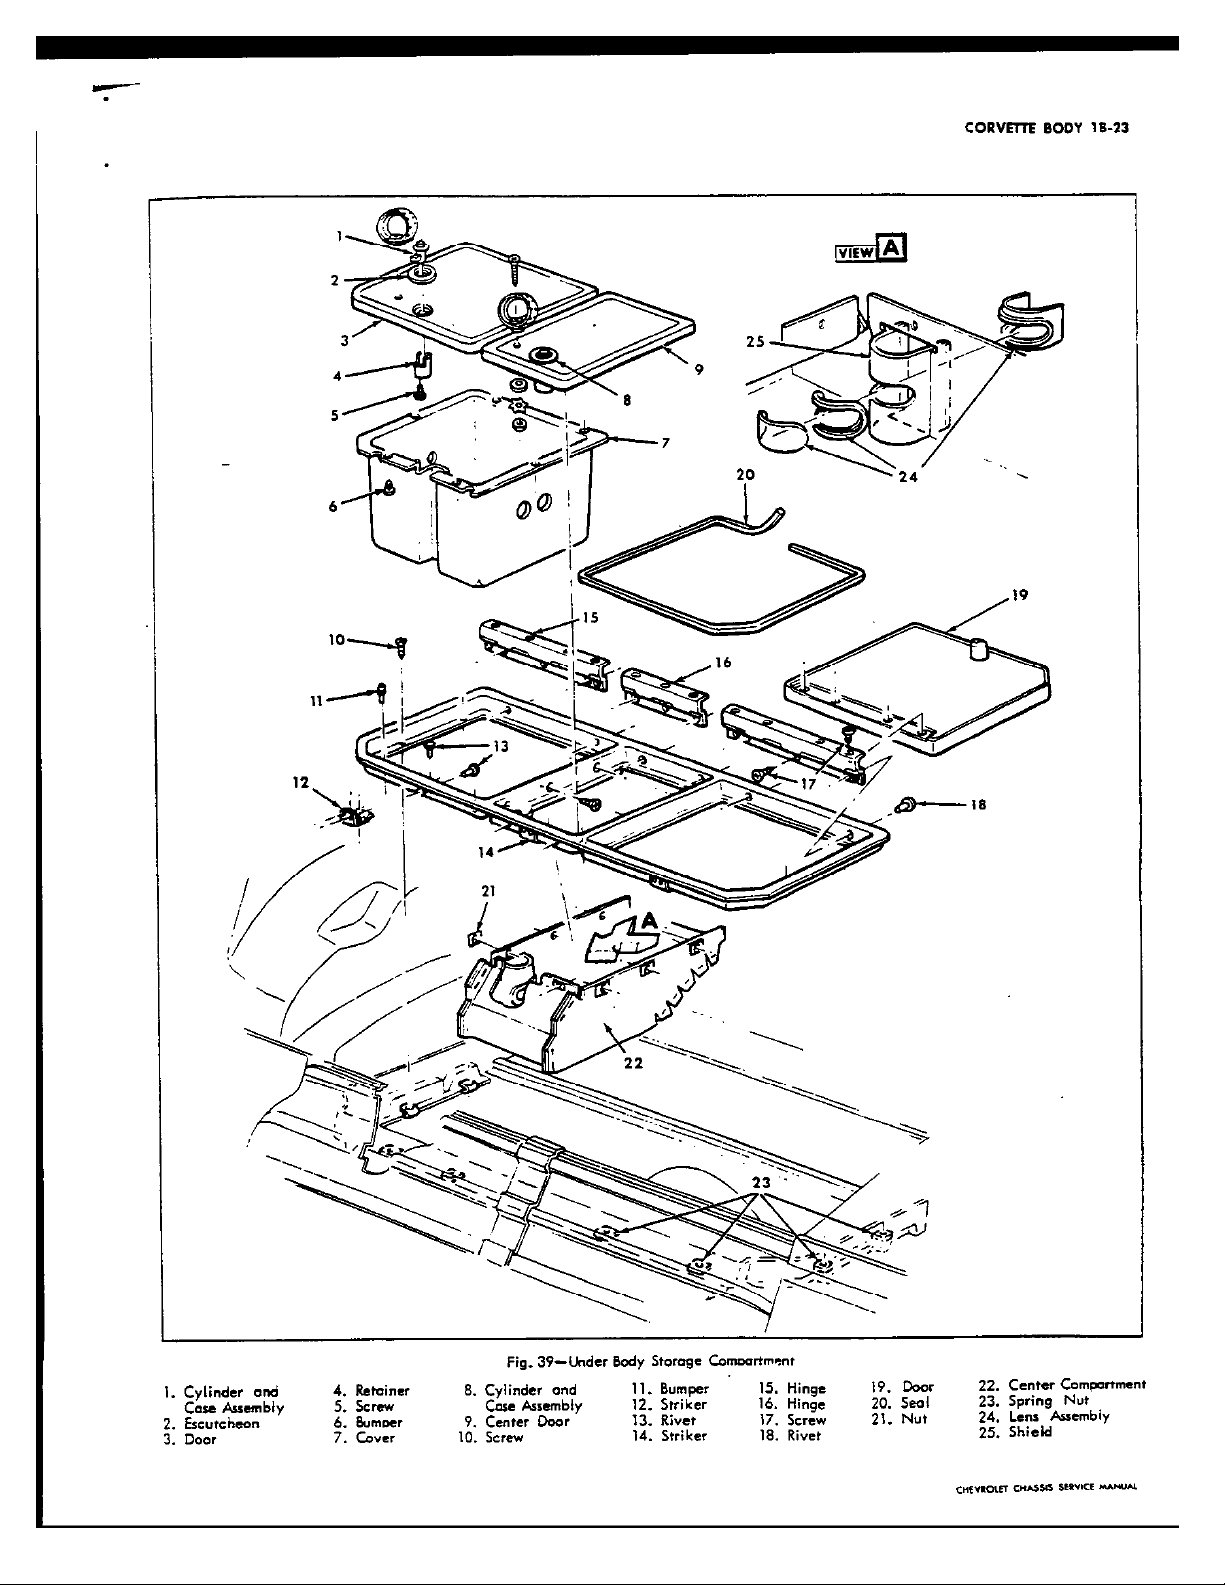 CORVETTE BODY 1B-23
1
2
3
4
5
6
7
8
9
VIEW A
25
24
20
19
10
11
15
16
13
12
17
18
14
21
A
22
23
Fig. 39—Under Body Storage Compartment
1. Cylinder and
Case Assembly
2. Escutcheon
3. Door
4. Retainer
5. Screw
6. Bumper
7. Cover
8. Cylinder and
Case Assembly
9. Center Door
10. Screw
11. Bumper
12. Striker
13. Rivet
14. Striker
15. Hinge
16. Hinge
17. Screw
18. Rivet
19. Door
20. Seal
21. Nut
22. Center Compartment
23. Spring Nut
24. Lens Assembly
25. Shield
CHEVROLET CHASSIS SERVICE MANUAL